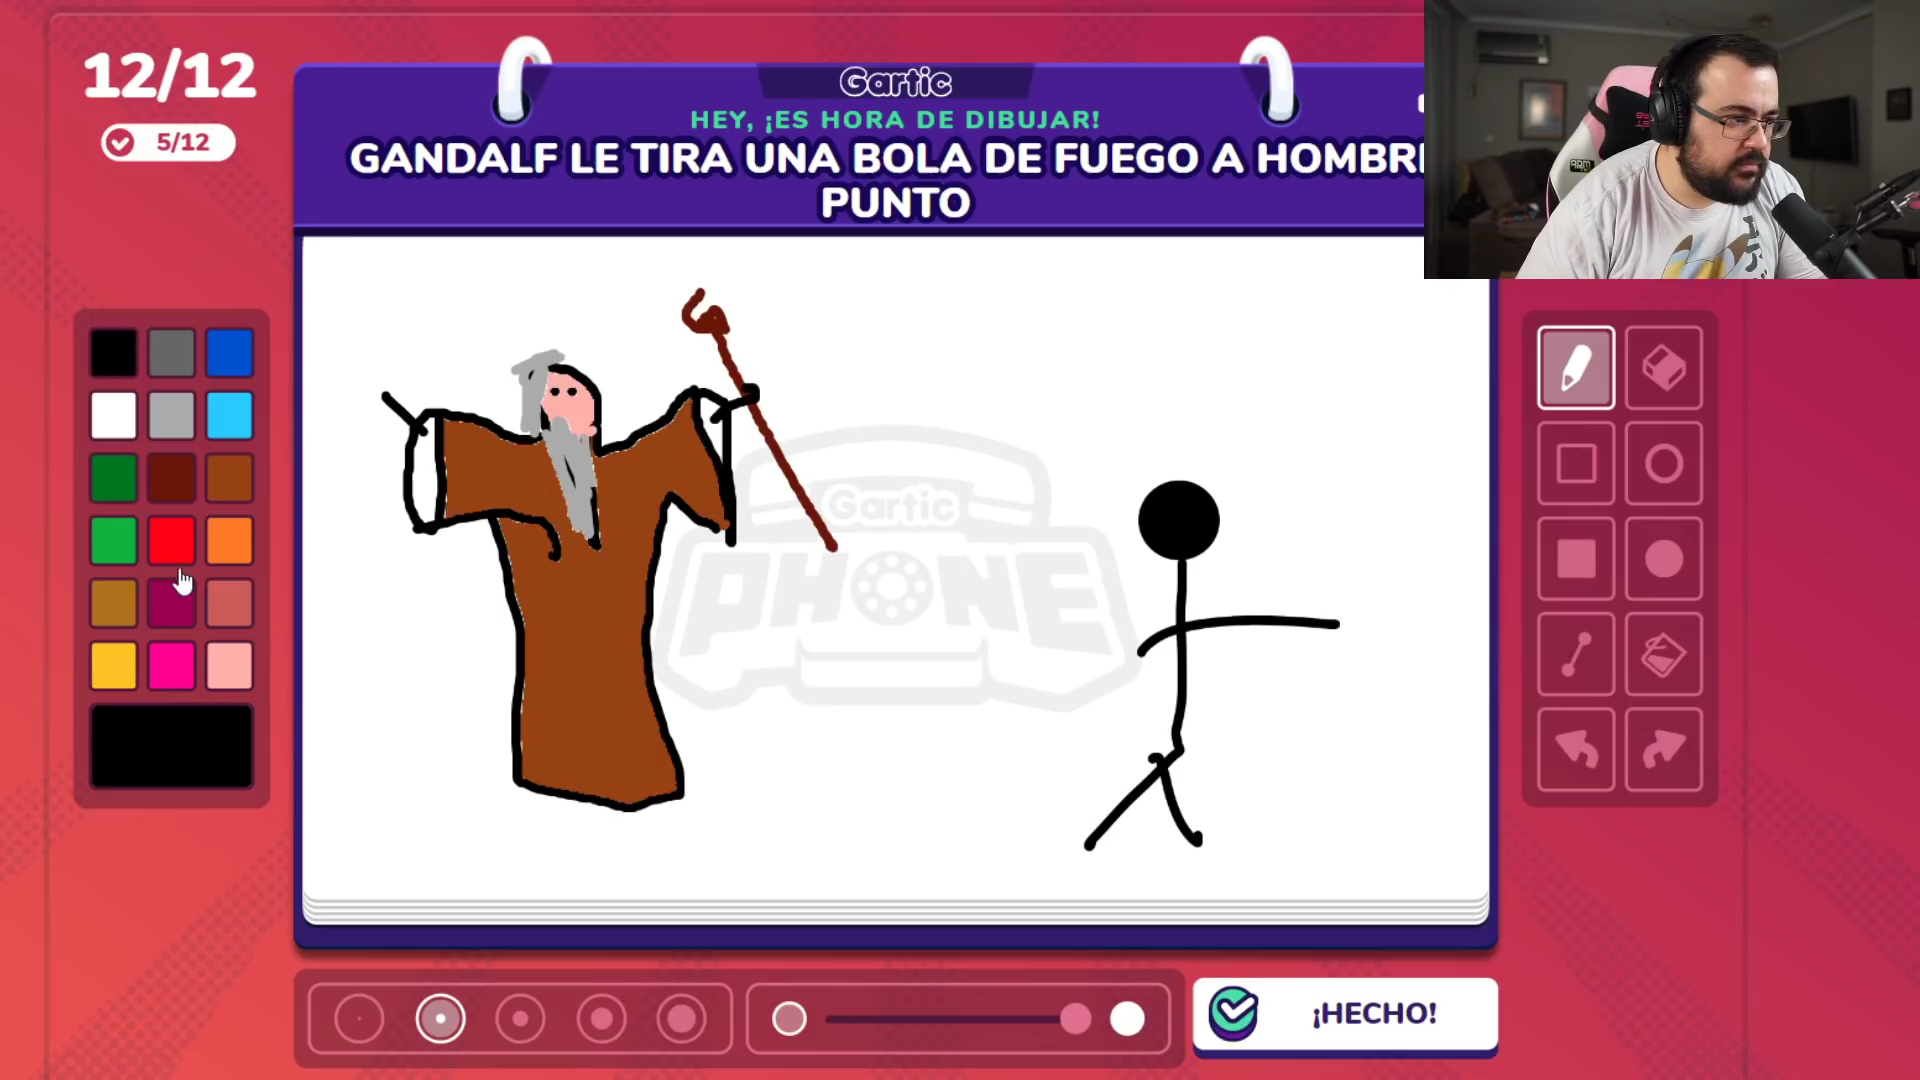 12/12
5/12
Gartic
HEY, ¡ES HORA DE DIBUJAR!
GANDALF LE TIRA UNA BOLA DE FUEGO A HOMBRE
PUNTO
Gartic
PHONE
¡HECHO!